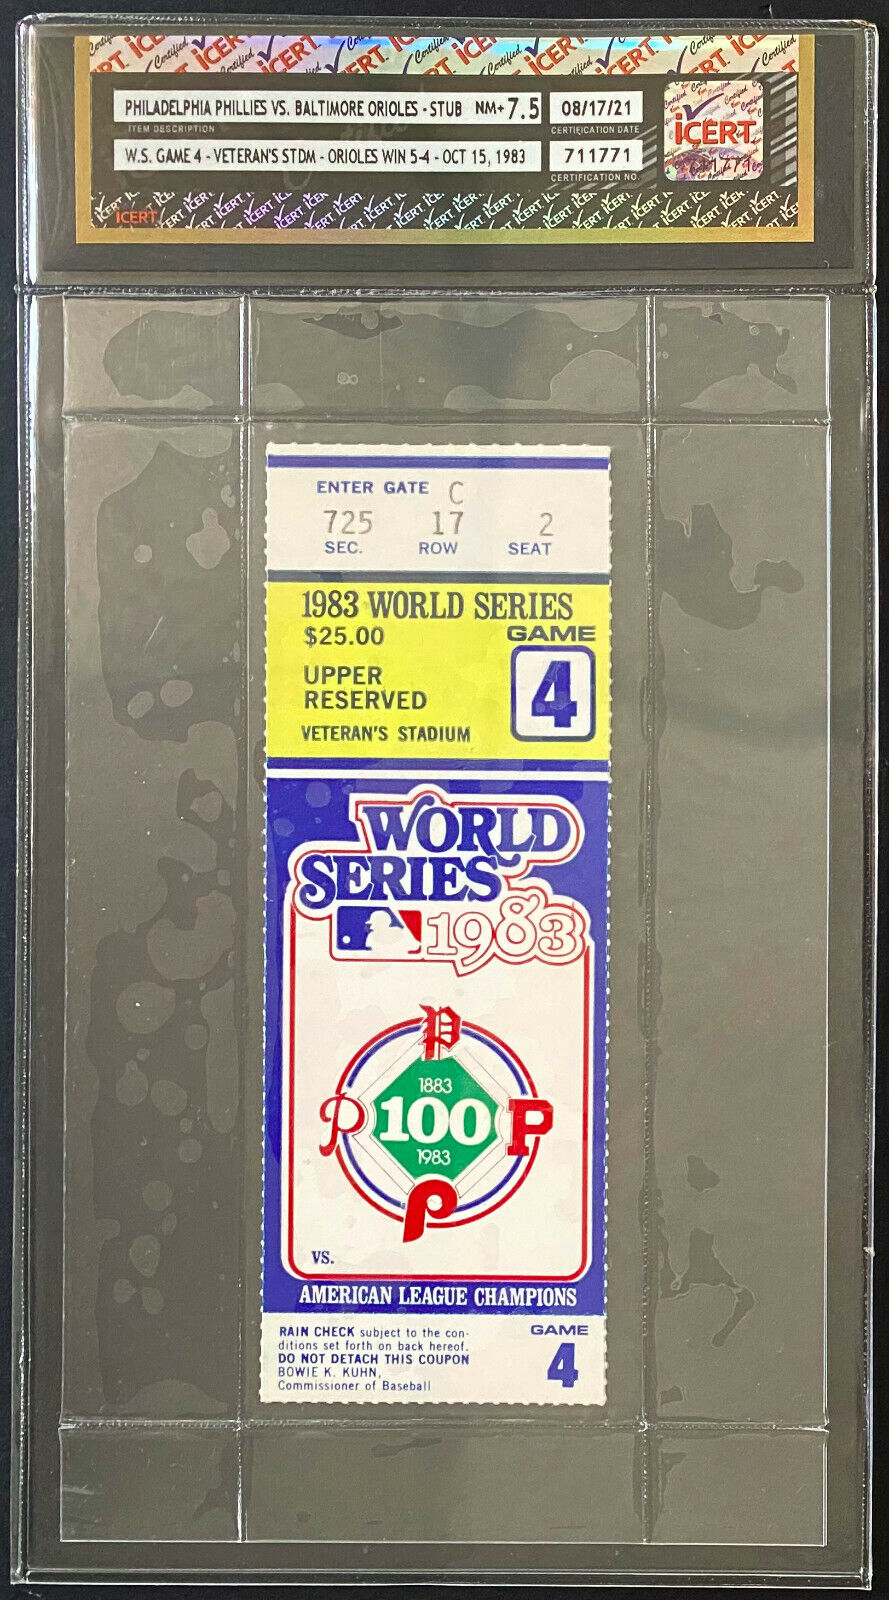 iCERT
Certified
PHILADELPHIA PHILLIES VS. BALTIMORE ORIOLES - STUB NM+ 7.5 08/17/21
ITEM DESCRIPTION CERTIFICATION DATE
W.S. GAME 4 - VETERAN'S STDM - ORIOLES WIN 5-4 - OCT 15, 1983 711771
CERTIFICATION NO.
iCERT
iCERT
ENTER GATE C
725 17 2
SEC. ROW SEAT
1983 WORLD SERIES
$25.00 GAME
UPPER
RESERVED
4
VETERAN'S STADIUM
WORLD
SERIES
1983
P
1883
P 100 P
1983
P
VS.
AMERICAN LEAGUE CHAMPIONS
RAIN CHECK subject to the con-
ditions set forth on back hereof.
DO NOT DETACH THIS COUPON
BOWIE K. KUHN,
Commissioner of Baseball
GAME
4